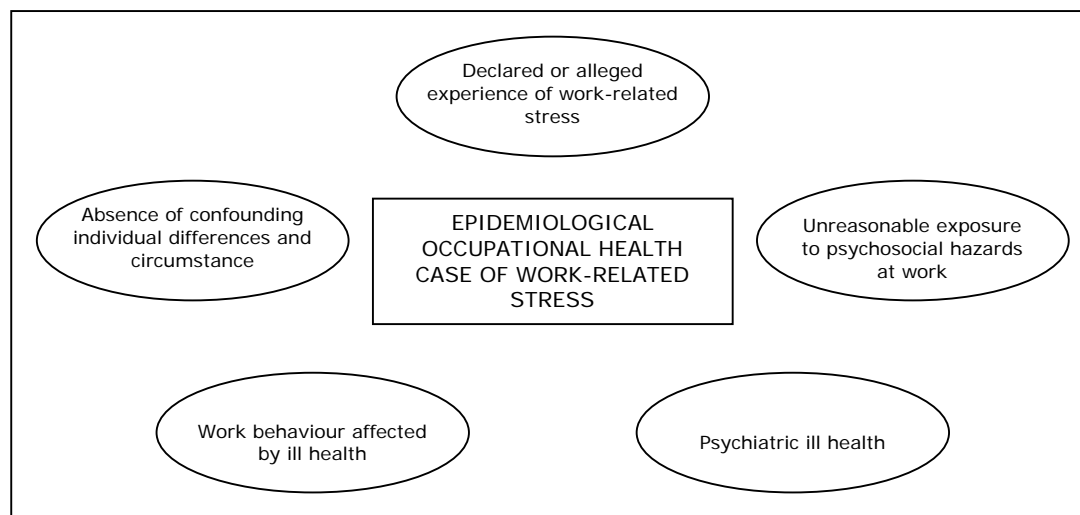 Declared or alleged
experience of work-related
stress
Absence of confounding
individual differences and
circumstance
EPIDEMIOLOGICAL
OCCUPATIONAL HEALTH
CASE OF WORK-RELATED
STRESS
Unreasonable exposure
to psychosocial hazards
at work
Work behaviour affected
by ill health
Psychiatric ill health